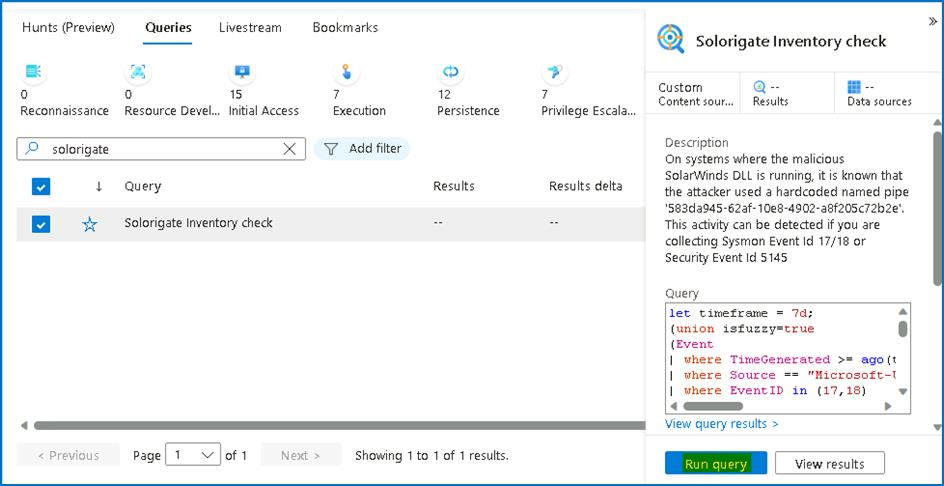 Hunts (Preview) Queries Livestream Bookmarks
0 0 15 7 12 7
Reconnaissance Resource Devel... Initial Access Execution Persistence Privilege Escala...
solorigate Add filter
↓ Query Results Results delta
Solorigate Inventory check -- --
< Previous Page 1 of 1 Next > Showing 1 to 1 of 1 results.
»
Solorigate Inventory check
Custom -- --
Content sour... Results Data sources
Description
On systems where the malicious
SolarWinds DLL is running, it is known that
the attacker used a hardcoded named pipe
'583da945-62af-10e8-4902-a8f205c72b2e'.
This activity can be detected if you are
collecting Sysmon Event Id 17/18 or
Security Event Id 5145
Query
let timeframe = 7d;
(union isfuzzy=true
(Event
| where TimeGenerated >= ago(t
| where Source == "Microsoft-U
| where EventID in (17,18)
View query results >
Run query View results